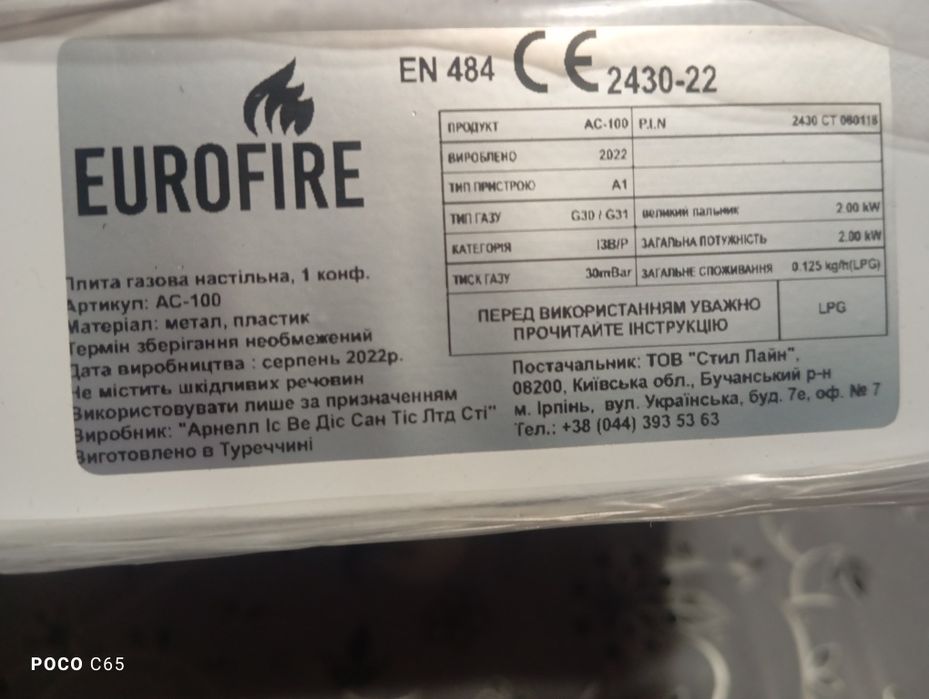 EN 484 CE 2430-22
EUROFIRE
ПРОДУКТ AC-100 P.I.N 2430 CT 080118
ВИРОБЛЕНО 2022
ТИП ПРИСТРОЮ A1
ТИП ГАЗУ G30 / G31 великий пальник 2.00 kW
КАТЕГОРІЯ I3B/P ЗАГАЛЬНА ПОТУЖНІСТЬ 2.00 kW
ТИСК ГАЗУ 30mBar ЗАГАЛЬНЕ СПОЖИВАННЯ 0.125 kg/h(LPG)
ПЕРЕД ВИКОРИСТАННЯМ УВАЖНО
ПРОЧИТАЙТЕ ІНСТРУКЦІЮ
LPG
Плита газова настільна, 1 конф.
Артикул: AC-100
Матеріал: метал, пластик
Термін зберігання необмежений
Дата виробництва : серпень 2022р.
Не містить шкідливих речовин
Використовувати лише за призначенням
Виробник: "Арнелл Іс Ве Діс Сан Тіс Лтд Сті"
Виготовлено в Туреччині
Постачальник: ТОВ "Стил Лайн",
08200, Київська обл., Бучанський р-н
м. Ірпінь, вул. Українська, буд. 7е, оф. № 7
Тел.: +38 (044) 393 53 63
POCO C65